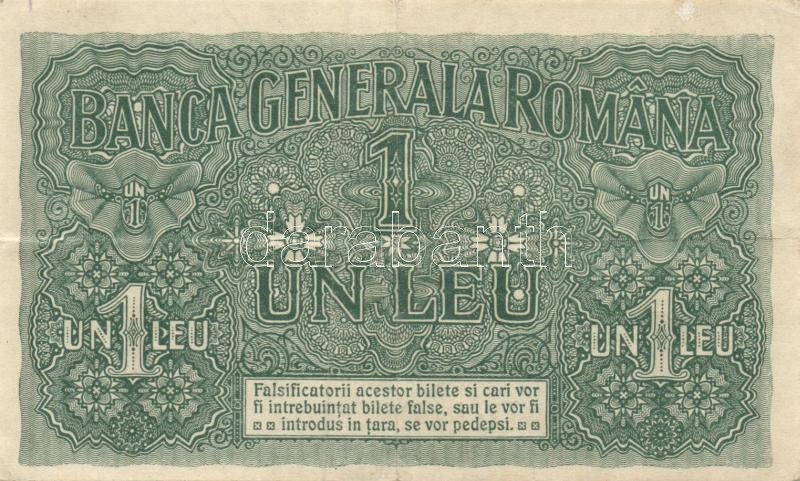 BANCA GENERALA ROMÂNA
1
UN 1
UN 1
darabanth
UN LEU
UN 1 LEU
UN 1 LEU
Falsificatorii acestor bilete si cari vor
fi intrebuințat bilete false, sau le vor fi
introdus in țara, se vor pedepsi.